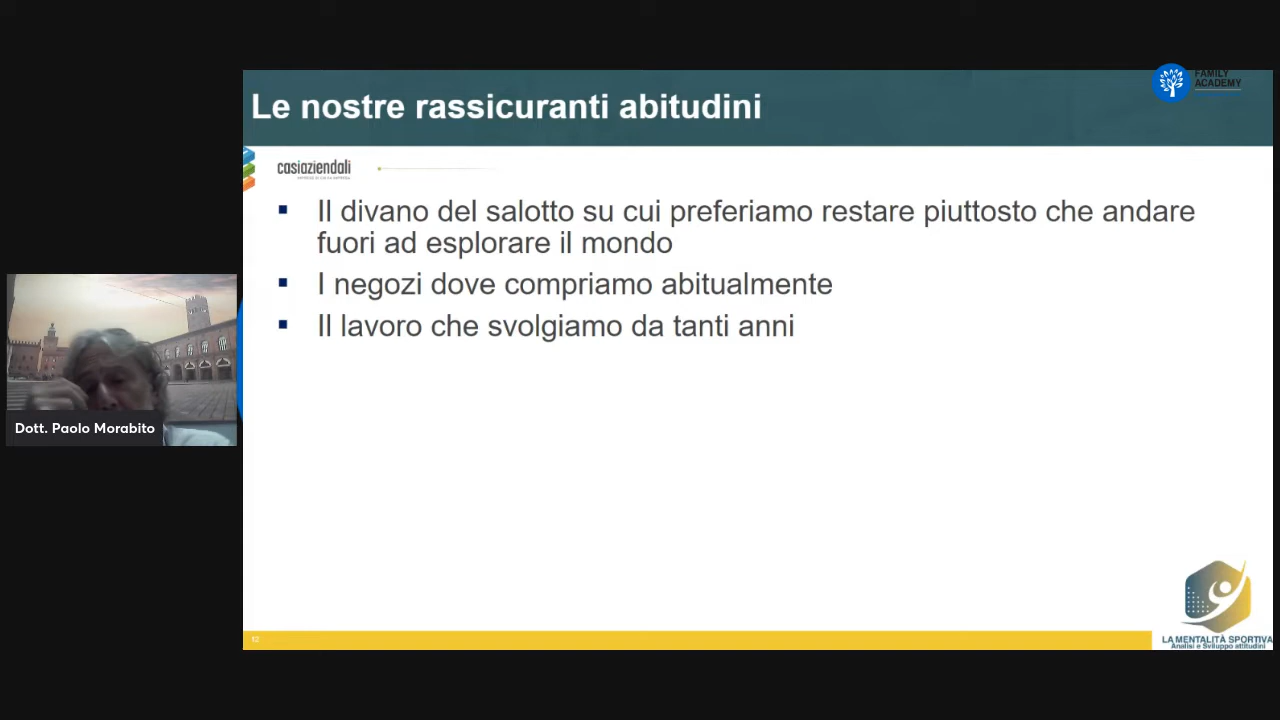 FAMILY
ACADEMY
Le nostre rassicuranti abitudini
casiaziendali
Il divano del salotto su cui preferiamo restare piuttosto che andare
fuori ad esplorare il mondo
I negozi dove compriamo abitualmente
Il lavoro che svolgiamo da tanti anni
Dott. Paolo Morabito
LA MENTALITÀ SPORTIVA
Analisi e Sviluppo attitudini